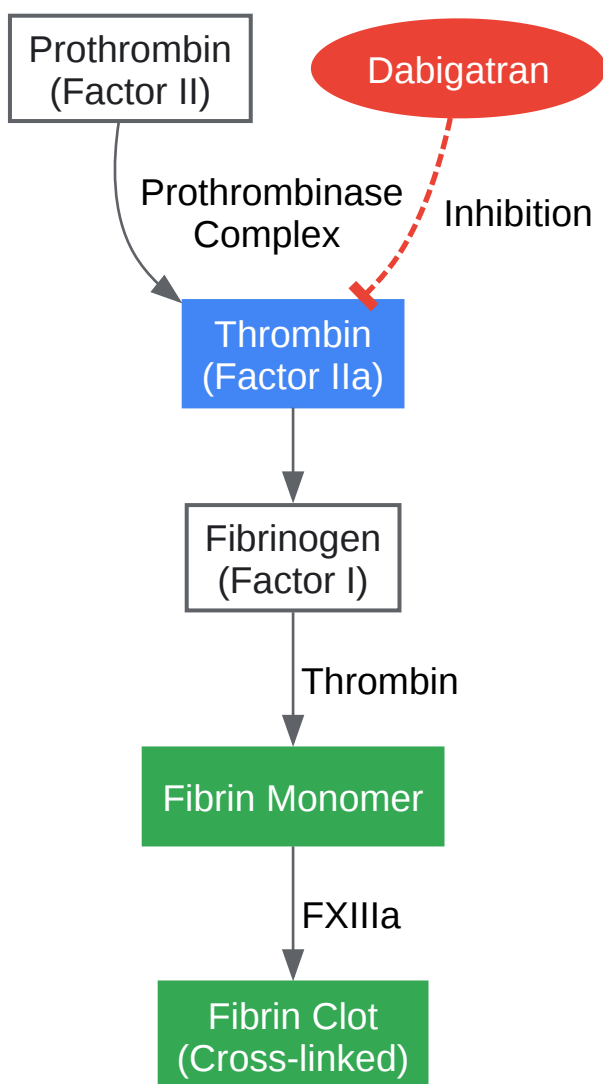 Prothrombin
(Factor II)
Dabigatran
Prothrombinase
Complex
Inhibition
Thrombin
(Factor IIa)
Fibrinogen
(Factor I)
Thrombin
Fibrin Monomer
FXIIIa
Fibrin Clot
(Cross-linked)